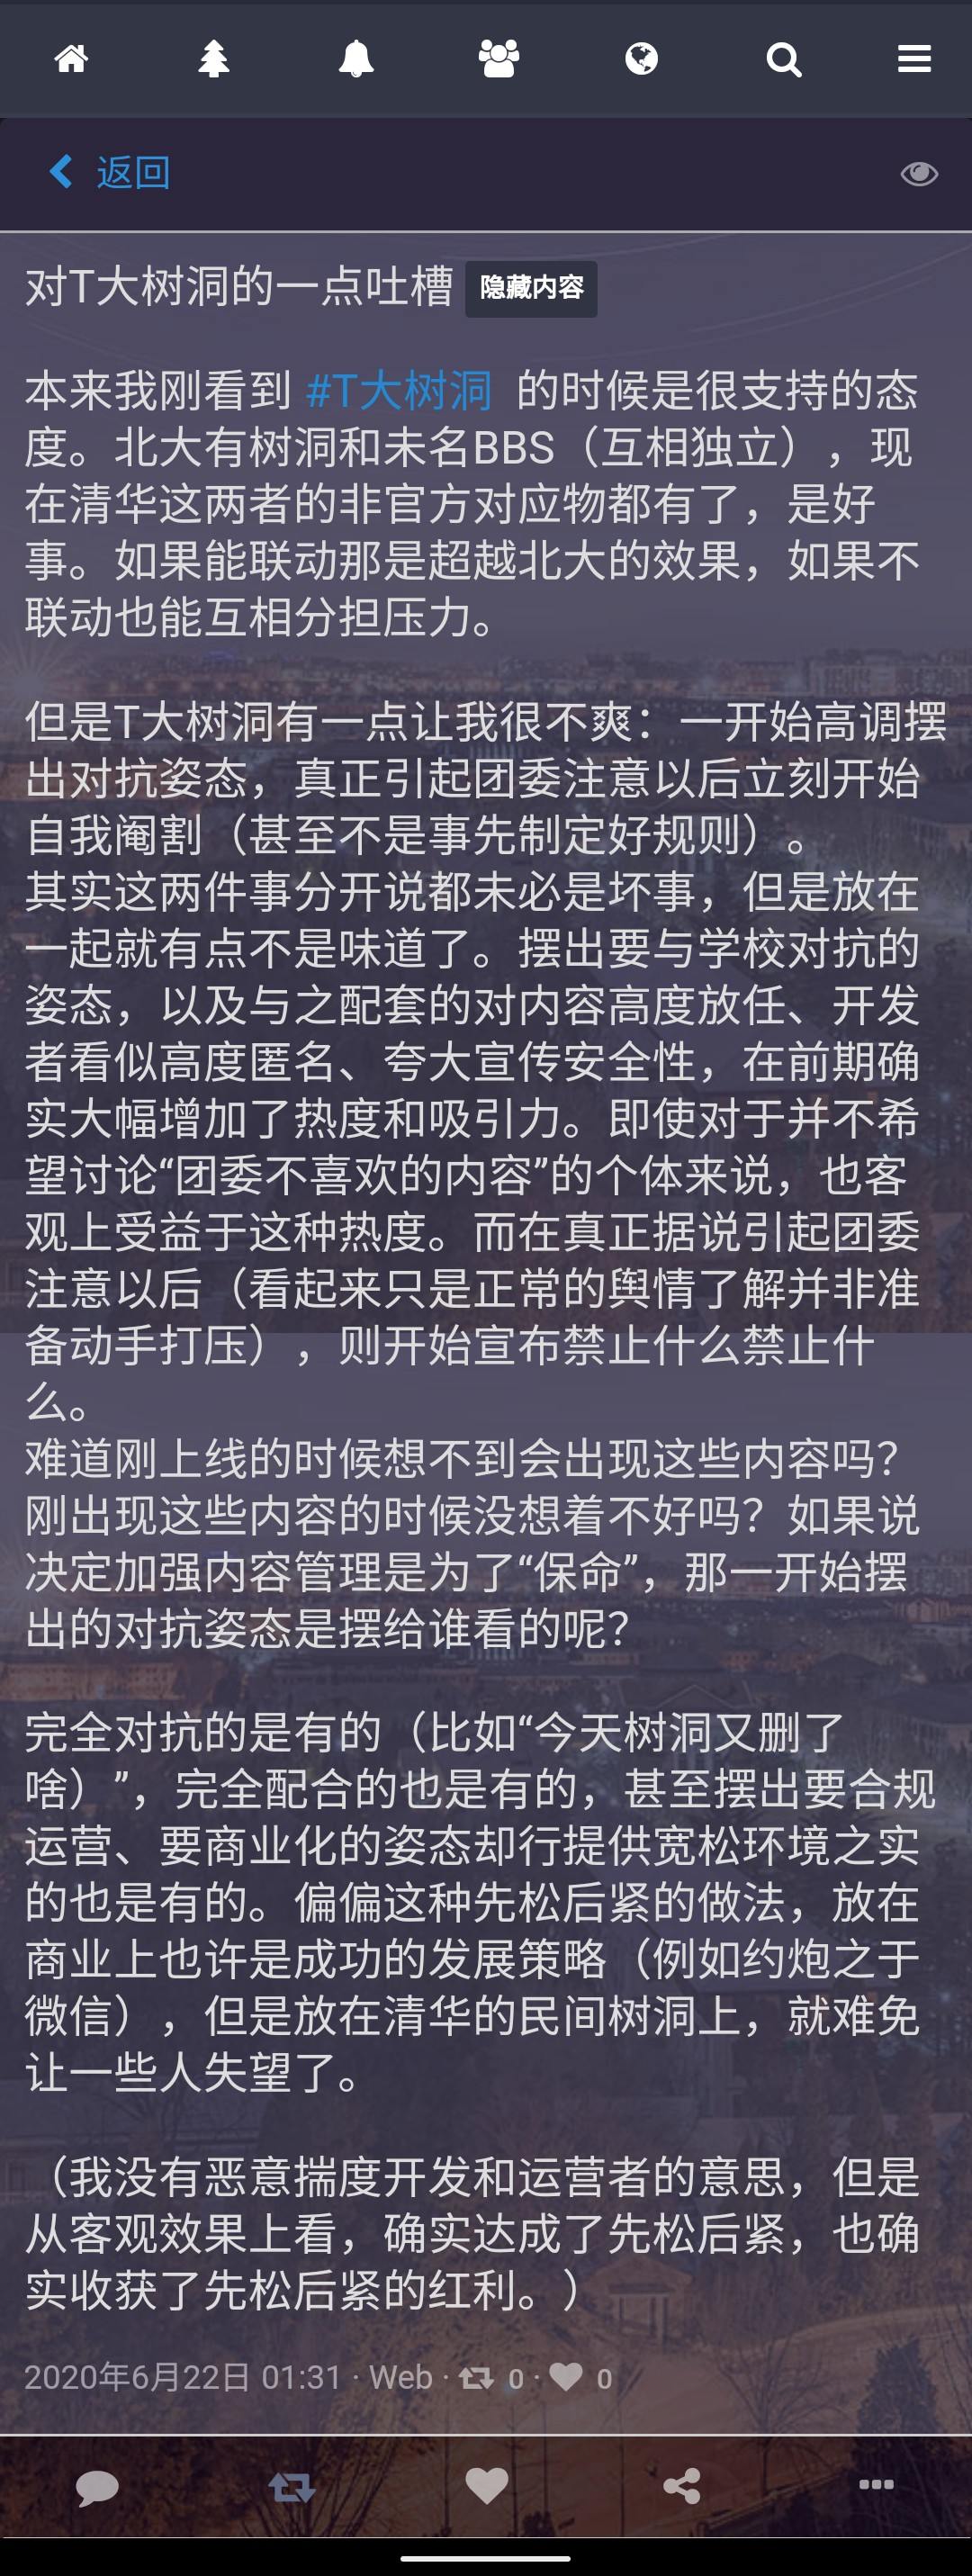 返回
对T大树洞的一点吐槽 隐藏内容
本来我刚看到 #T大树洞 的时候是很支持的态
度。北大有树洞和未名BBS（互相独立），现
在清华这两者的非官方对应物都有了，是好
事。如果能联动那是超越北大的效果，如果不
联动也能互相分担压力。
但是T大树洞有一点让我很不爽：一开始高调摆
出对抗姿态，真正引起团委注意以后立刻开始
自我阉割（甚至不是事先制定好规则）。
其实这两件事分开说都未必是坏事，但是放在
一起就有点不是味道了。摆出要与学校对抗的
姿态，以及与之配套的对内容高度放任、开发
者看似高度匿名、夸大宣传安全性，在前期确
实大幅增加了热度和吸引力。即使对于并不希
望讨论“团委不喜欢的内容”的个体来说，也客
观上受益于这种热度。而在真正据说引起团委
注意以后（看起来只是正常的舆情了解并非准
备动手打压），则开始宣布禁止什么禁止什
么。
难道刚上线的时候想不到会出现这些内容吗？
刚出现这些内容的时候没想着不好吗？如果说
决定加强内容管理是为了“保命”，那一开始摆
出的对抗姿态是摆给谁看的呢？
完全对抗的是有的（比如“今天树洞又删了
啥）”，完全配合的也是有的，甚至摆出要合规
运营、要商业化的姿态却行提供宽松环境之实
的也是有的。偏偏这种先松后紧的做法，放在
商业上也许是成功的发展策略（例如约炮之于
微信），但是放在清华的民间树洞上，就难免
让一些人失望了。
（我没有恶意揣度开发和运营者的意思，但是
从客观效果上看，确实达成了先松后紧，也确
实收获了先松后紧的红利。）
2020年6月22日 01:31 · Web · 0 · 0